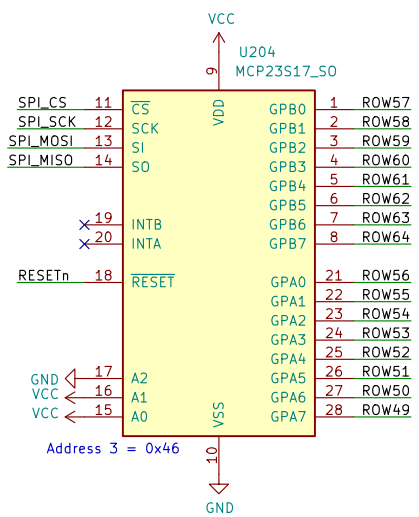 VCC
U204
MCP23S17_SO
9
VDD
SPI_CS 11 CS GPB0 1 ROW57
SPI_SCK 12 SCK GPB1 2 ROW58
SPI_MOSI 13 SI GPB2 3 ROW59
SPI_MISO 14 SO GPB3 4 ROW60
GPB4 5 ROW61
GPB5 6 ROW62
19 INTB GPB6 7 ROW63
20 INTA GPB7 8 ROW64
RESETn 18 RESET GPA0 21 ROW56
GPA1 22 ROW55
GPA2 23 ROW54
GPA3 24 ROW53
GPA4 25 ROW52
GND 17 A2 GPA5 26 ROW51
VCC 16 A1 GPA6 27 ROW50
VCC 15 A0 GPA7 28 ROW49
VSS
Address 3 = 0x46
10
GND